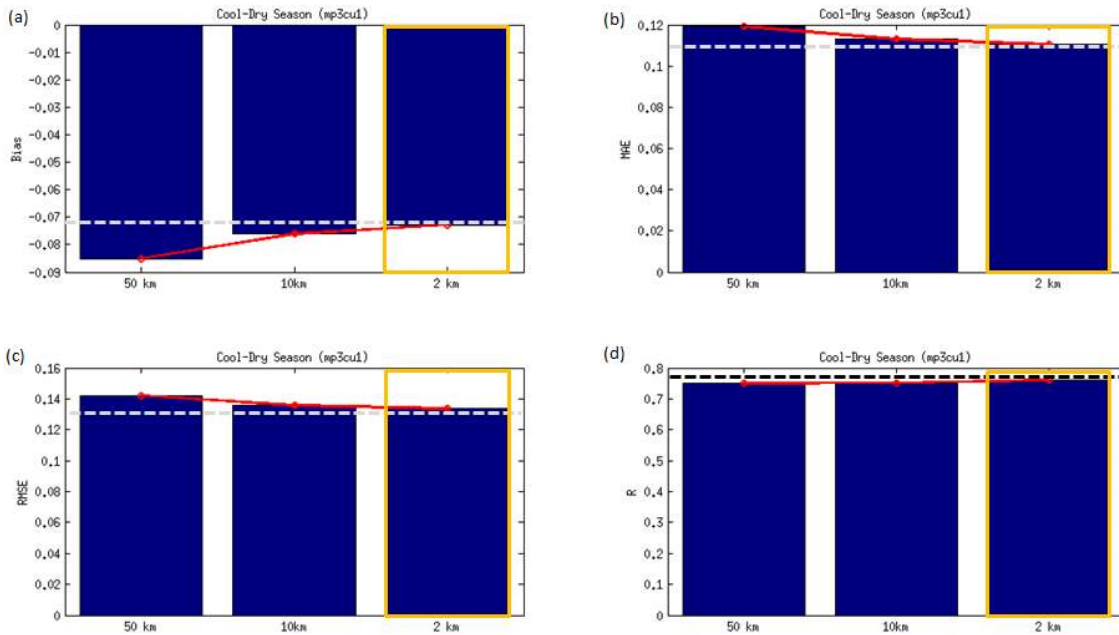 (a)
Cool-Dry Season (mp3cu1)
0
-0.01
-0.02
-0.03
-0.04
-0.05
-0.06
-0.07
-0.08
-0.09
Bias
50 km
10km
2 km
(b)
Cool-Dry Season (mp3cu1)
0.12
0.1
0.08
0.06
0.04
0.02
0
MAE
50 km
10km
2 km
(c)
Cool-Dry Season (mp3cu1)
0.16
0.14
0.12
0.1
0.08
0.06
0.04
0.02
0
RMSE
50 km
10km
2 km
(d)
Cool-Dry Season (mp3cu1)
0.8
0.7
0.6
0.5
0.4
0.3
0.2
0.1
0
R
50 km
10km
2 km